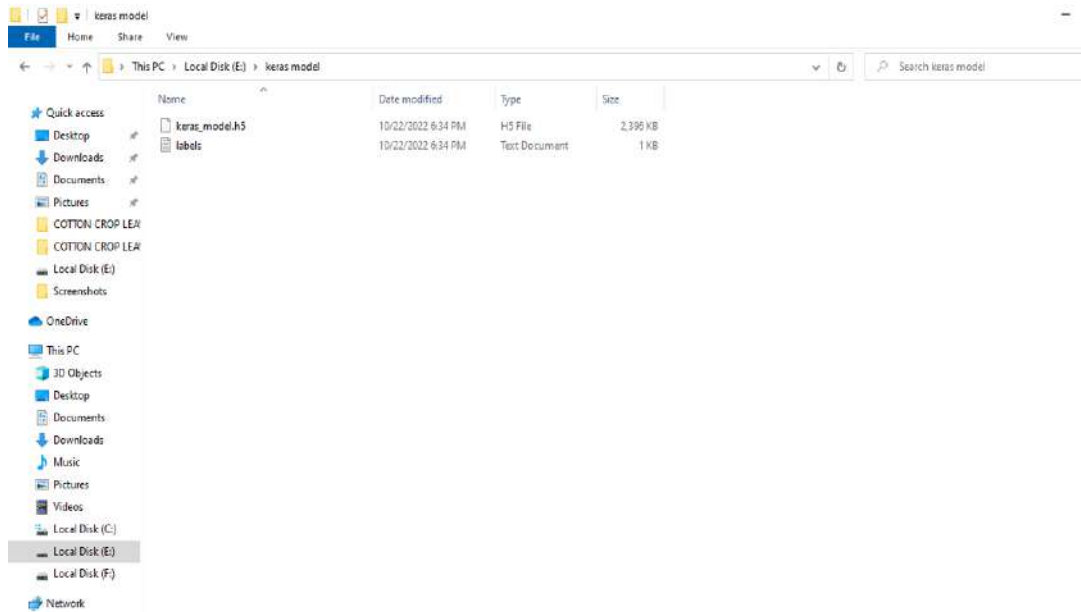 keras model
File Home Share View
This PC > Local Disk (E:) > keras model
Search keras model
Name Date modified Type Size
keras_model.h5 10/22/2022 6:34 PM H5 File 2,396 KB
labels 10/22/2022 6:34 PM Text Document 1 KB
Quick access
Desktop
Downloads
Documents
Pictures
COTTON CROP LEA
COTTON CROP LEA
Local Disk (E:)
Screenshots
OneDrive
This PC
3D Objects
Desktop
Documents
Downloads
Music
Pictures
Videos
Local Disk (C:)
Local Disk (E:)
Local Disk (F:)
Network